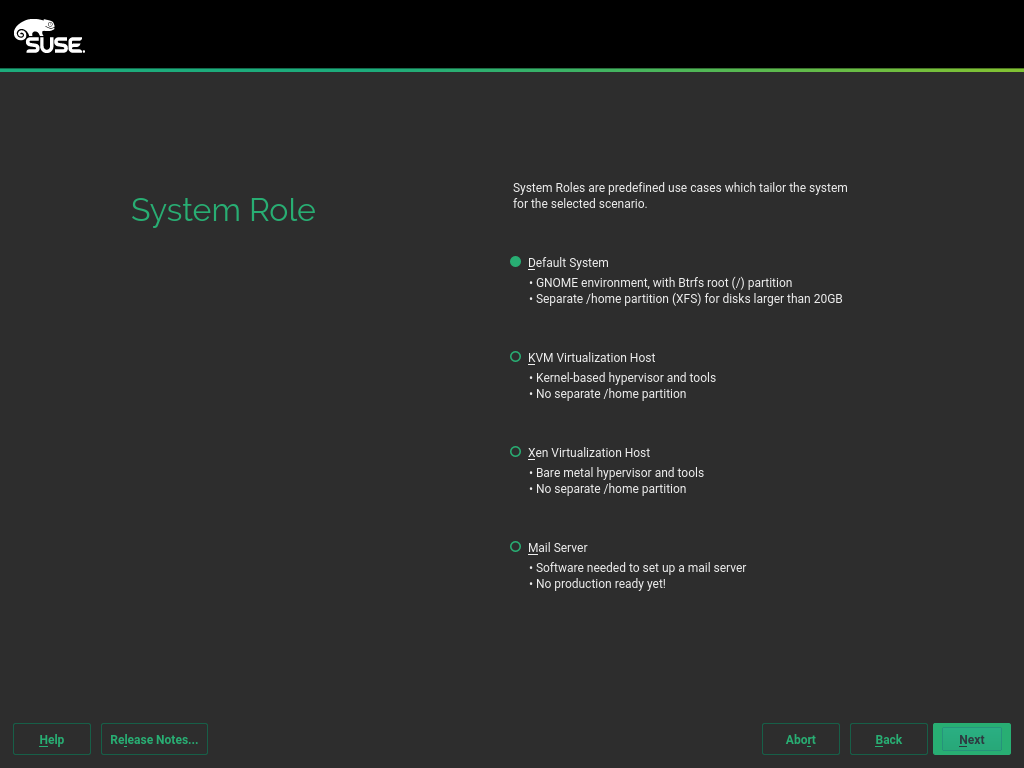 SUSE.
System Role
System Roles are predefined use cases which tailor the system
for the selected scenario.
Default System
• GNOME environment, with Btrfs root (/) partition
• Separate /home partition (XFS) for disks larger than 20GB
KVM Virtualization Host
• Kernel-based hypervisor and tools
• No separate /home partition
Xen Virtualization Host
• Bare metal hypervisor and tools
• No separate /home partition
Mail Server
• Software needed to set up a mail server
• No production ready yet!
Help
Release Notes...
Abort
Back
Next